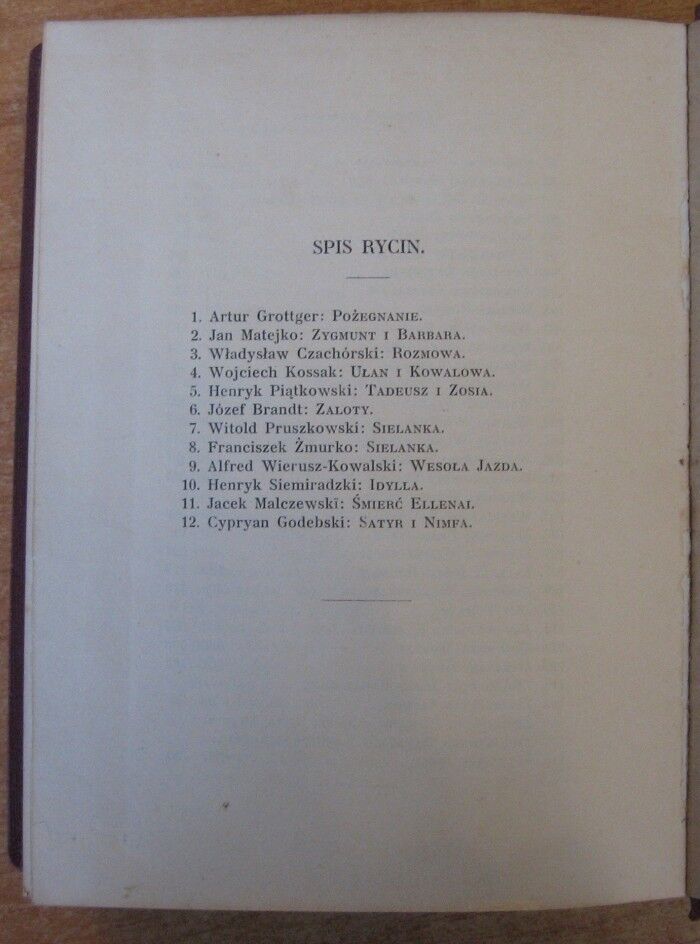 SPIS RYCIN.
1. Artur Grottger: POŻEGNANIE.
2. Jan Matejko: ZYGMUNT I BARBARA.
3. Władysław Czachórski: ROZMOWA.
4. Wojciech Kossak: UŁAN I KOWALOWA.
5. Henryk Piątkowski: TADEUSZ I ZOSIA.
6. Józef Brandt: ZALOTY.
7. Witold Pruszkowski: SIELANKA.
8. Franciszek Żmurko: SIELANKA.
9. Alfred Wierusz-Kowalski: WESOŁA JAZDA.
10. Henryk Siemiradzki: IDYLLA.
11. Jacek Malczewski: ŚMIERĆ ELLENAI.
12. Cypryan Godebski: SATYR I NIMFA.